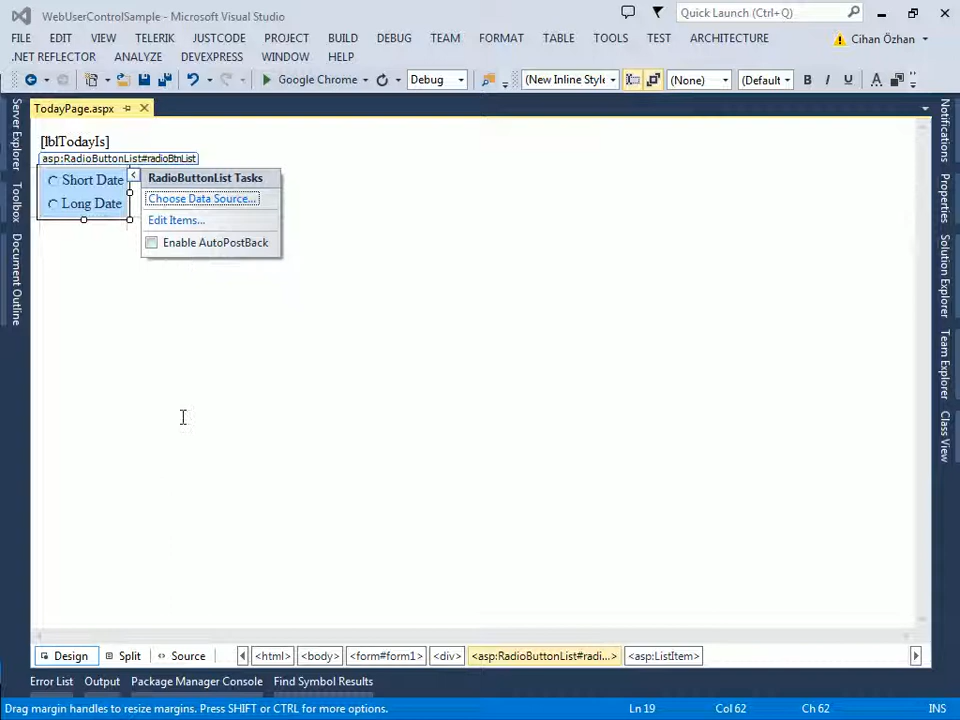 WebUserControlSample - Microsoft Visual Studio
Quick Launch (Ctrl+Q)
FILE EDIT VIEW TELERIK JUSTCODE PROJECT BUILD DEBUG TEAM FORMAT TABLE TOOLS TEST ARCHITECTURE
Cihan Özhan
.NET REFLECTOR ANALYZE DEVEXPRESS WINDOW HELP
Google Chrome Debug (New Inline Style (None) (Default B I U A
TodayPage.aspx
Server Explorer
Toolbox
Document Outline
[lblTodayIs]
asp:RadioButtonList#radioBtnList
Short Date
Long Date
RadioButtonList Tasks
Choose Data Source...
Edit Items...
Enable AutoPostBack
Notifications
Properties
Solution Explorer
Team Explorer
Class View
Design Split Source <html> <body> <form#form1> <div> <asp:RadioButtonList#radi...> <asp:ListItem>
Error List Output Package Manager Console Find Symbol Results
Drag margin handles to resize margins. Press SHIFT or CTRL for more options. Ln 19 Col 62 Ch 62 INS